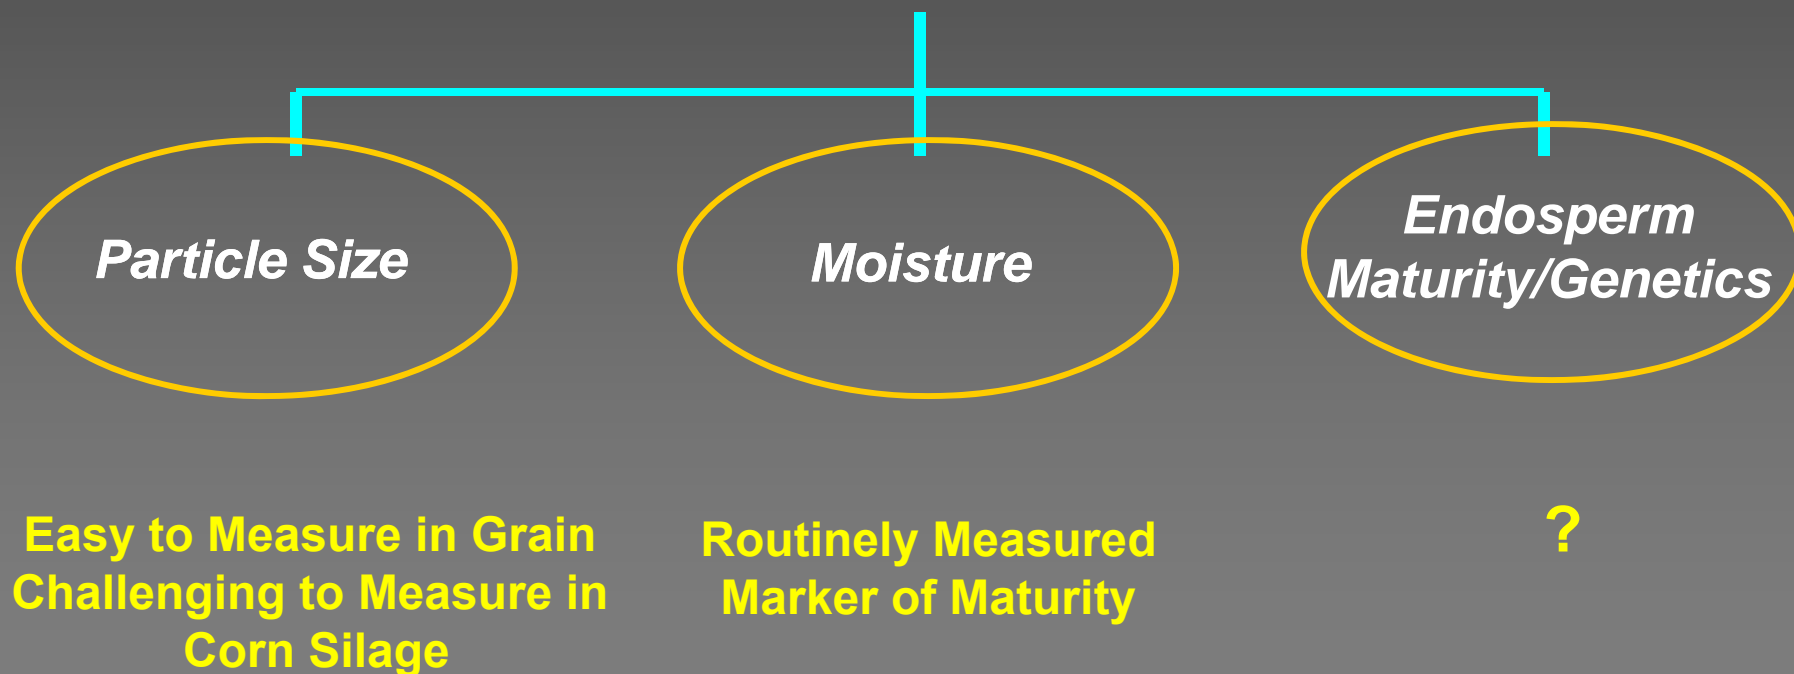 Particle Size
Moisture
Endosperm
Maturity/Genetics
Easy to Measure in Grain
Challenging to Measure in
Corn Silage
Routinely Measured
Marker of Maturity
?